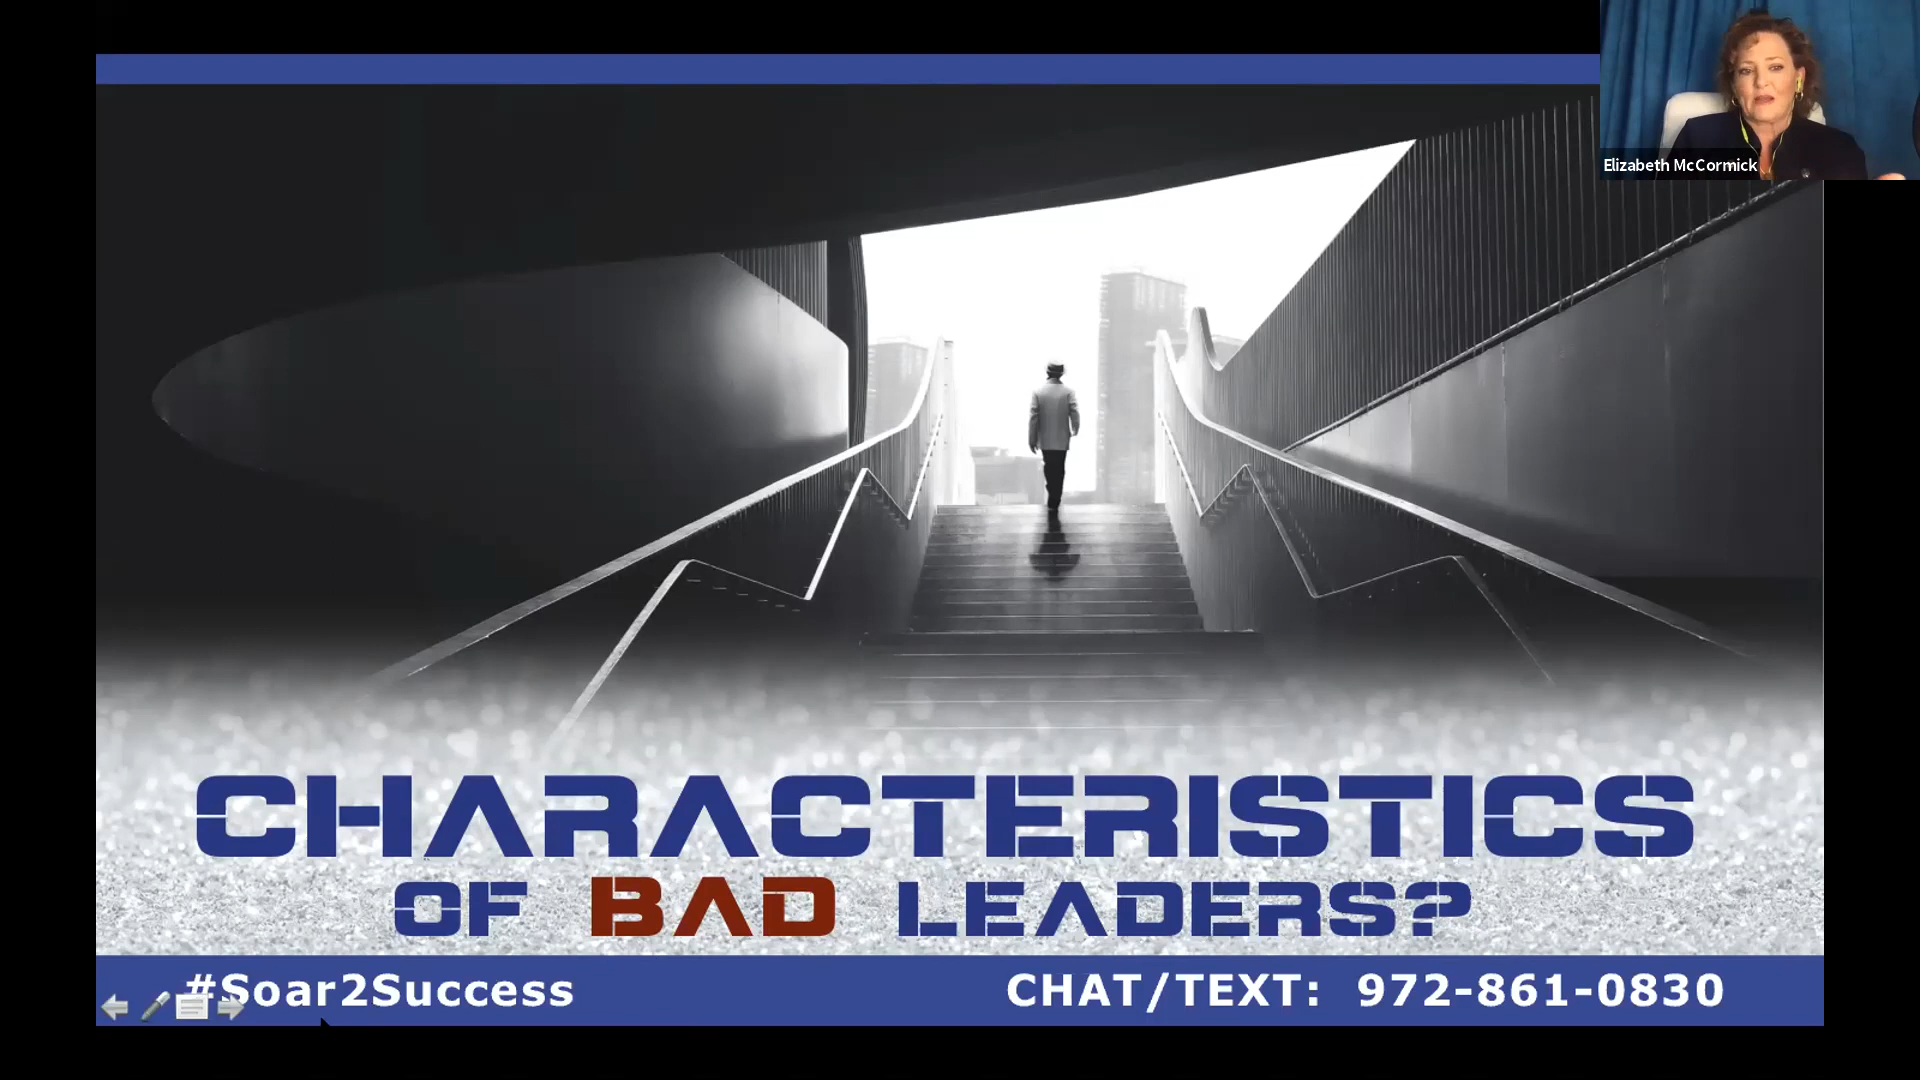 Elizabeth McCormick
CHARACTERISTICS
OF BAD LEADERS?
#Soar2Success
CHAT/TEXT: 972-861-0830